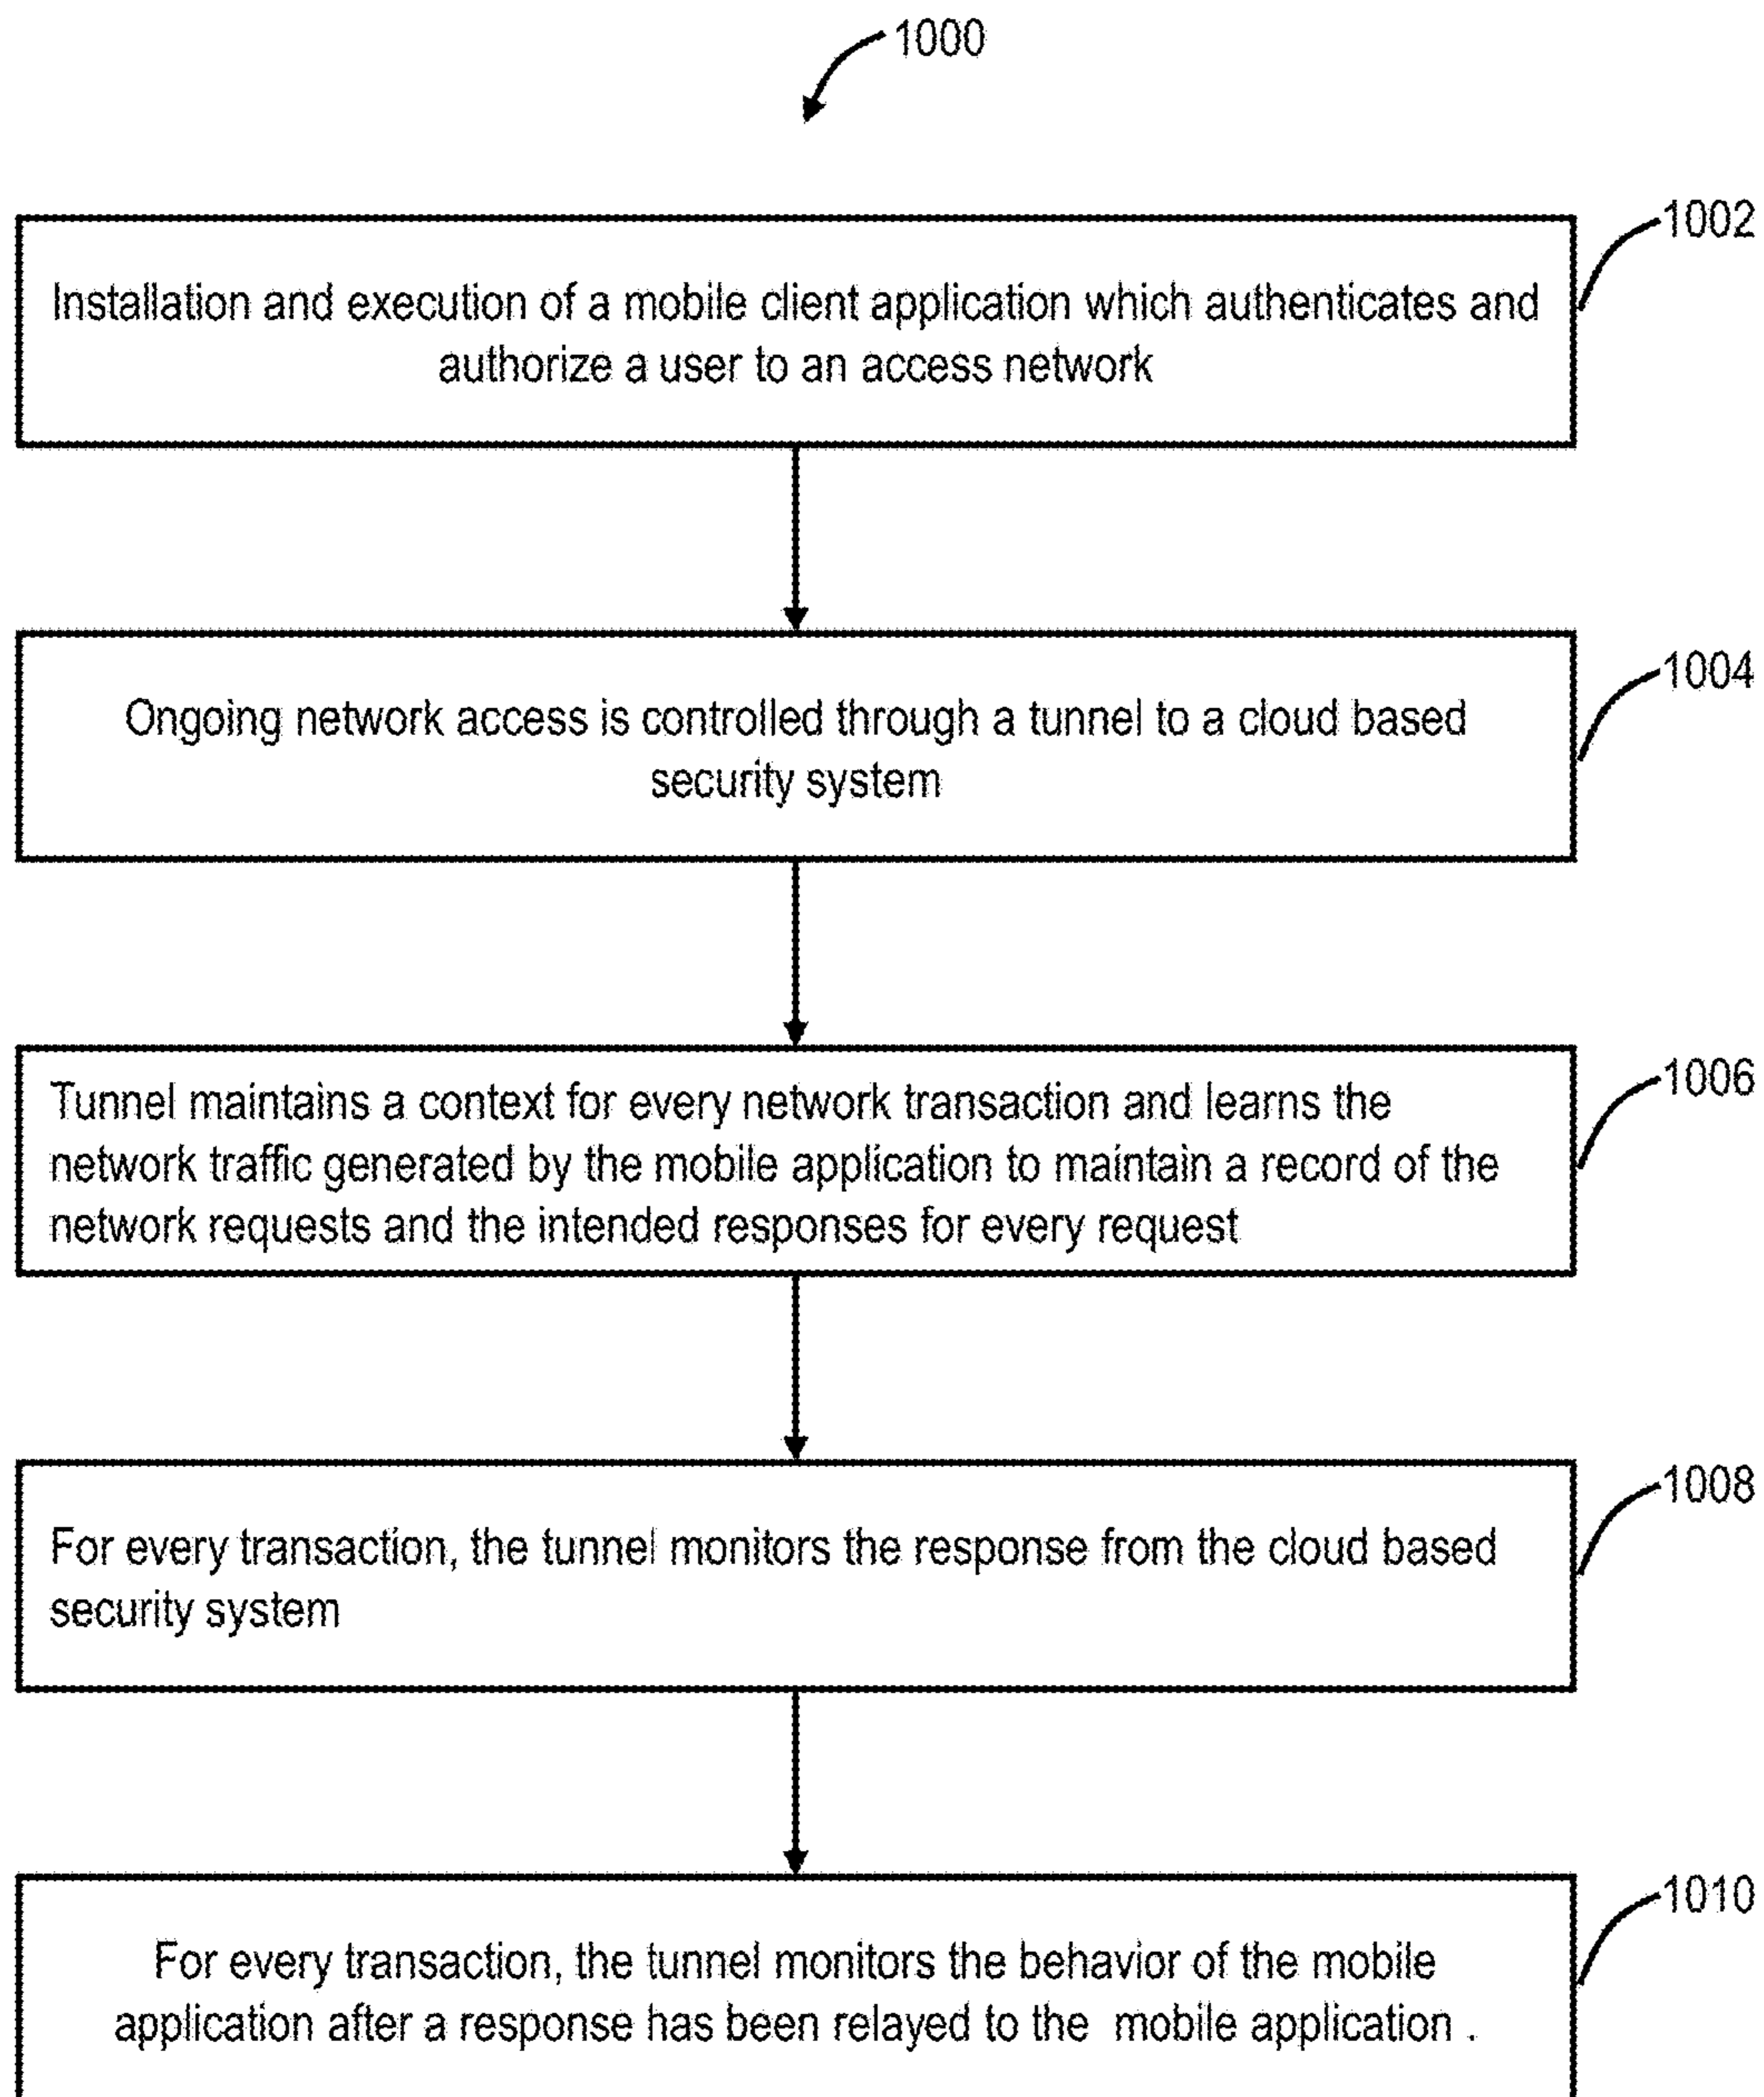 1000
1002
Installation and execution of a mobile client application which authenticates and
authorize a user to an access network
1004
Ongoing network access is controlled through a tunnel to a cloud based
security system
1006
Tunnel maintains a context for every network transaction and learns the
network traffic generated by the mobile application to maintain a record of the
network requests and the intended responses for every request
1008
For every transaction, the tunnel monitors the response from the cloud based
security system
1010
For every transaction, the tunnel monitors the behavior of the mobile
application after a response has been relayed to the  mobile application .